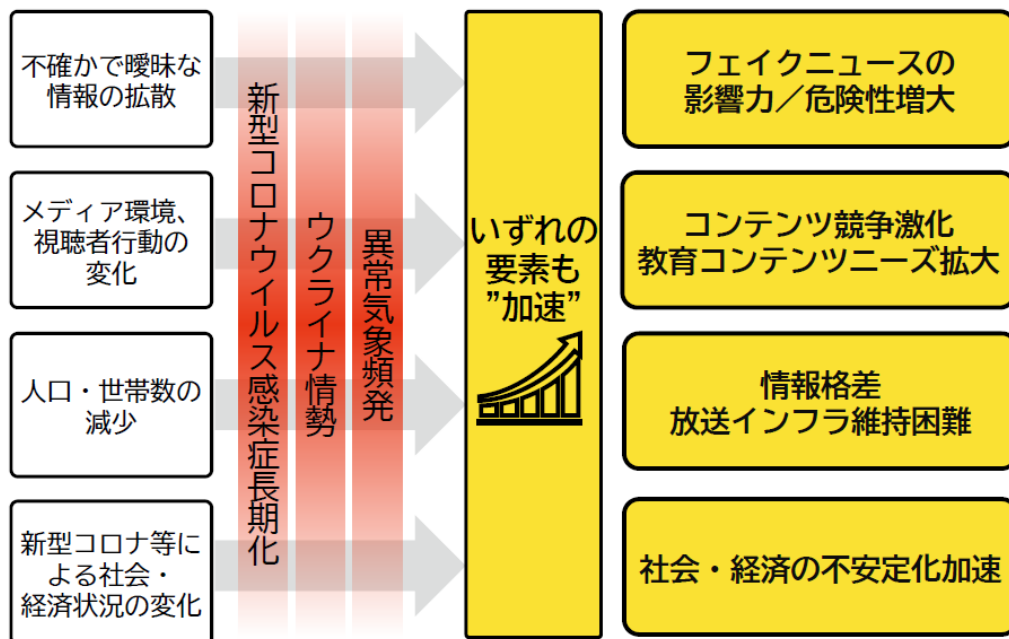 不確かで曖昧な
情報の拡散
メディア環境、
視聴者行動の
変化
人口・世帯数の
減少
新型コロナ等に
よる社会・
経済状況の変化
新型コロナウイルス感染症長期化
ウクライナ情勢
異常気象頻発
いずれの
要素も
”加速”
フェイクニュースの
影響力／危険性増大
コンテンツ競争激化
教育コンテンツニーズ拡大
情報格差
放送インフラ維持困難
社会・経済の不安定化加速